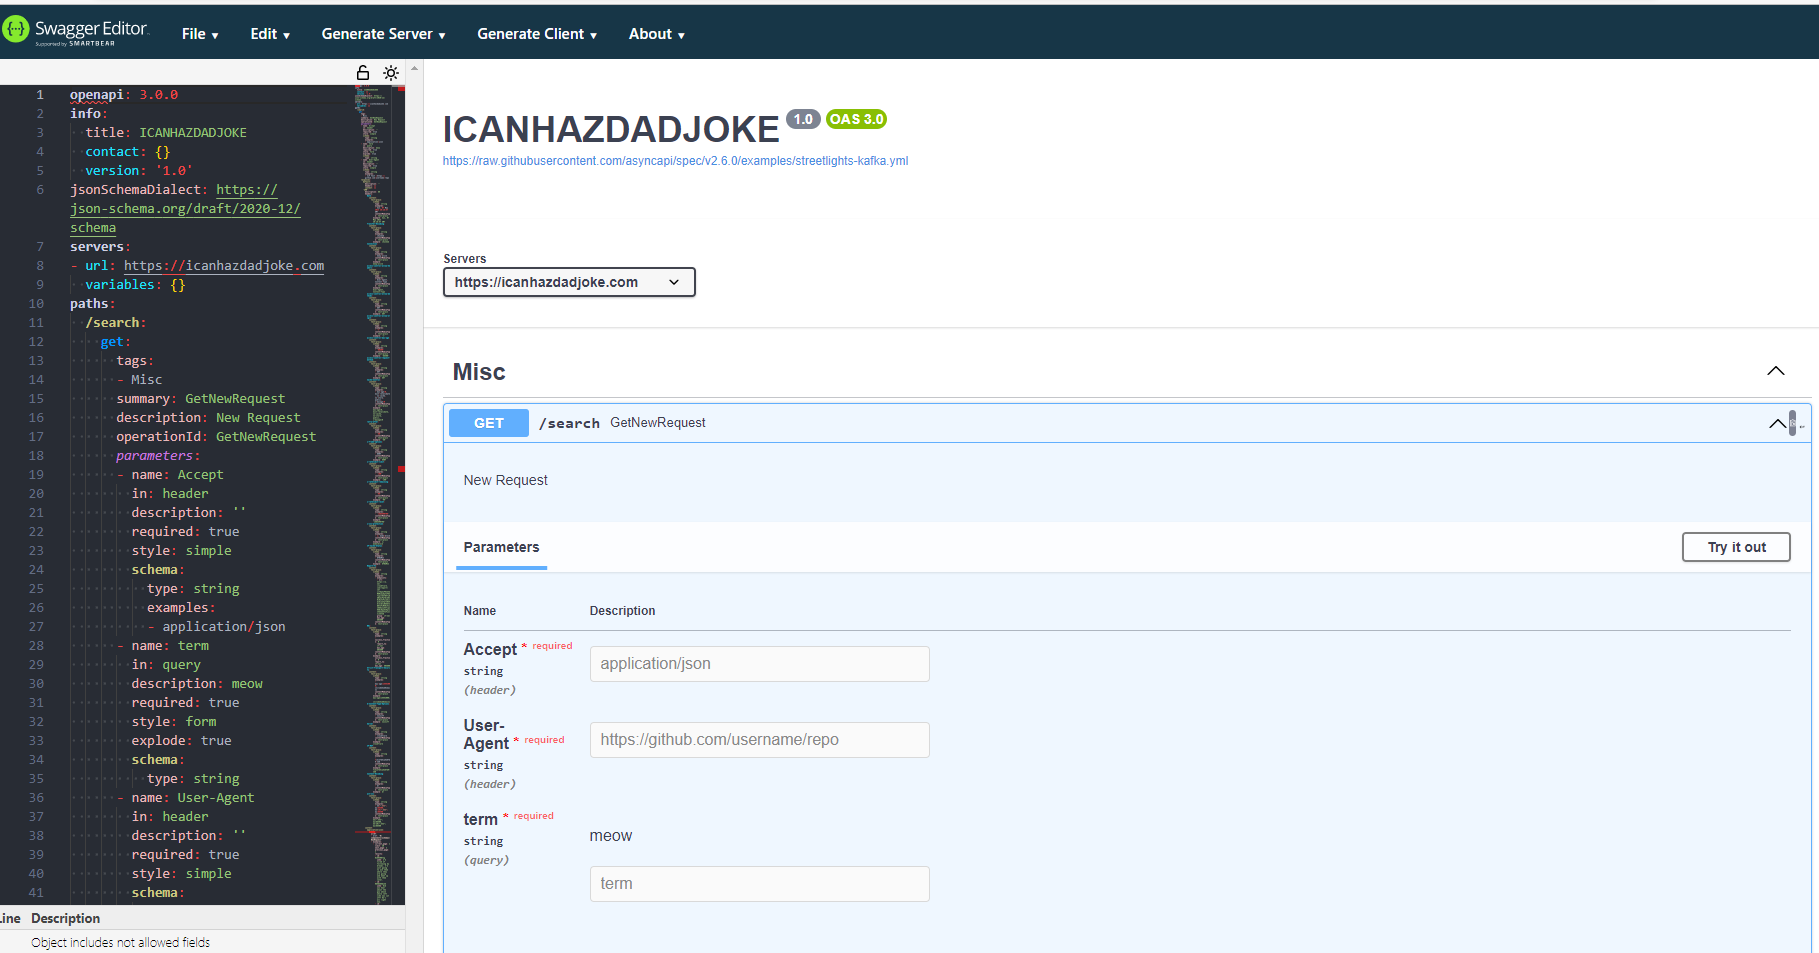 Swagger Editor
Supported by SMARTBEAR
File Edit Generate Server Generate Client About
1 openapi: 3.0.0
2 info:
3 title: ICANHAZDADJOKE
4 contact: {}
5 version: '1.0'
6 jsonSchemaDialect: https://
json-schema.org/draft/2020-12/
schema
7 servers:
8 - url: https://icanhazdadjoke.com
9 variables: {}
10 paths:
11 /search:
12 get:
13 tags:
14 - Misc
15 summary: GetNewRequest
16 description: New Request
17 operationId: GetNewRequest
18 parameters:
19 - name: Accept
20 in: header
21 description: ''
22 required: true
23 style: simple
24 schema:
25 type: string
26 examples:
27 - application/json
28 - name: term
29 in: query
30 description: meow
31 required: true
32 style: form
33 explode: true
34 schema:
35 type: string
36 - name: User-Agent
37 in: header
38 description: ''
39 required: true
40 style: simple
41 schema:
Line Description
Object includes not allowed fields
ICANHAZDADJOKE 1.0 OAS 3.0
https://raw.githubusercontent.com/asyncapi/spec/v2.6.0/examples/streetlights-kafka.yml
Servers
https://icanhazdadjoke.com
Misc
GET /search GetNewRequest
New Request
Parameters
Try it out
Name Description
Accept * required
string
(header)
application/json
User-
Agent * required
string
(header)
https://github.com/username/repo
term * required
string
(query)
meow
term